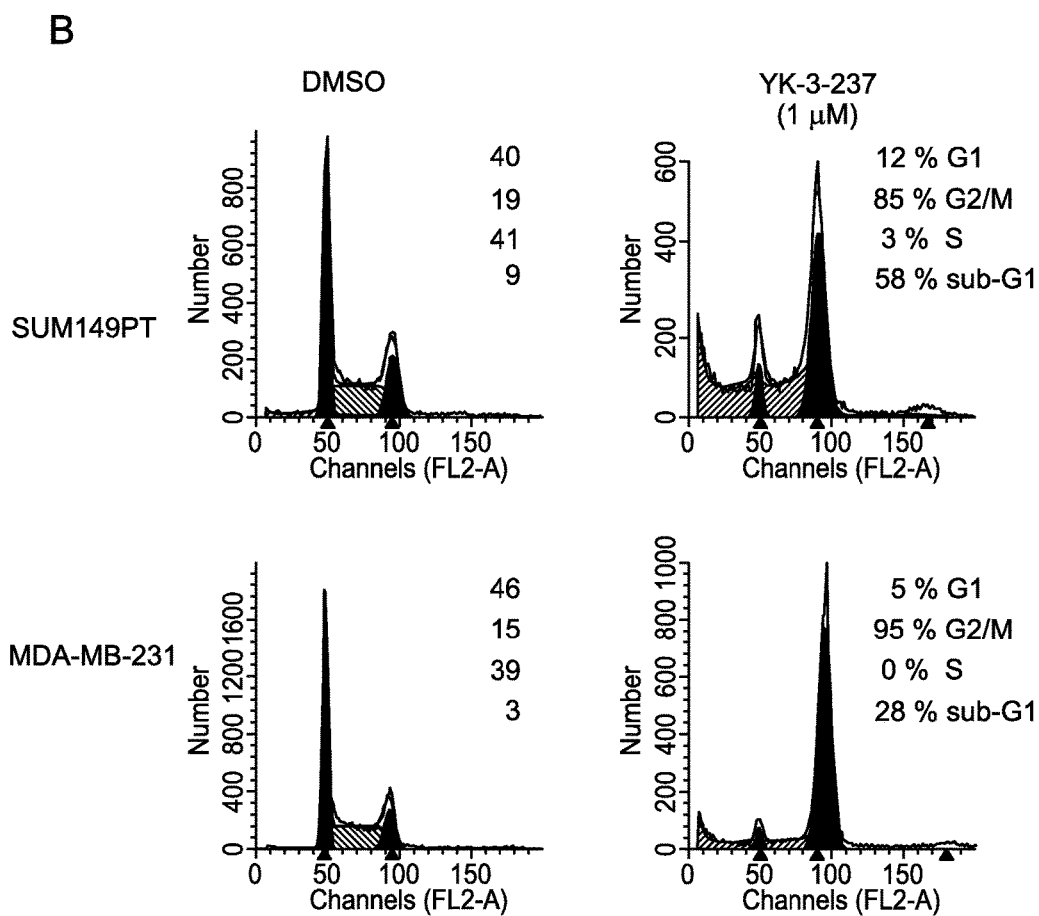 B
DMSO
YK-3-237
(1 μM)
SUM149PT
Number
0 200 400 600 800
0 50 100 150
Channels (FL2-A)
40
19
41
9
Number
0 200 400 600
0 50 100 150
Channels (FL2-A)
12 % G1
85 % G2/M
3 % S
58 % sub-G1
MDA-MB-231
Number
0 400 800 1200 1600
0 50 100 150
Channels (FL2-A)
46
15
39
3
Number
0 200 400 600 800 1000
0 50 100 150
Channels (FL2-A)
5 % G1
95 % G2/M
0 % S
28 % sub-G1